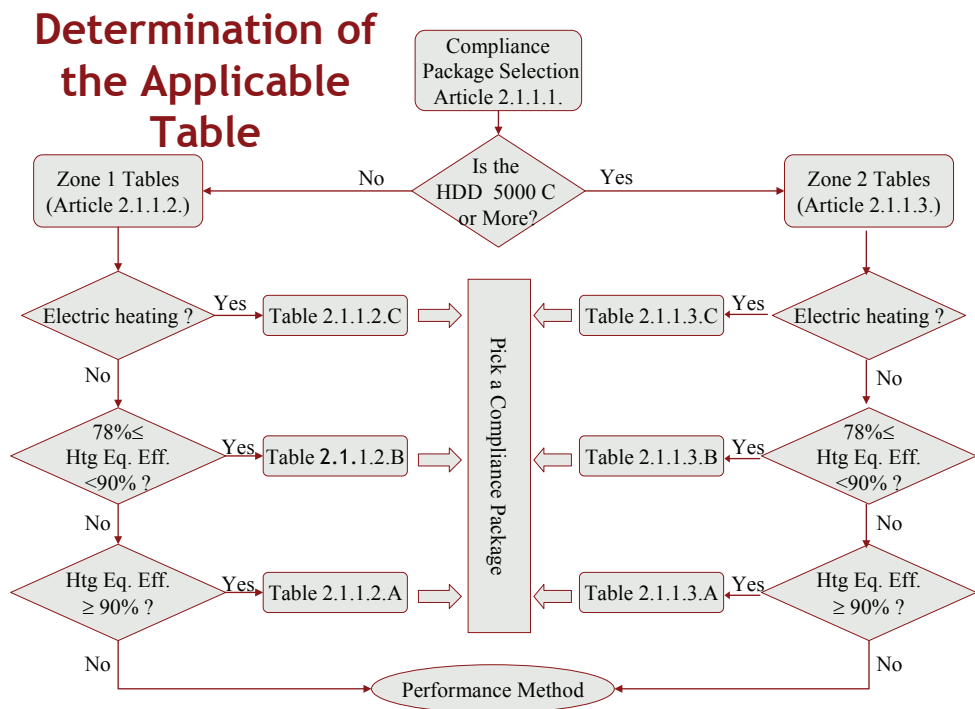 Determination of
the Applicable
Table
Compliance
Package Selection
Article 2.1.1.1.
Is the
HDD 5000 C
or More?
No
Yes
Zone 1 Tables
(Article 2.1.1.2.)
Zone 2 Tables
(Article 2.1.1.3.)
Electric heating ?
Yes
Table 2.1.1.2.C
Table 2.1.1.3.C
Yes
Electric heating ?
No
No
Pick a Compliance Package
78%≤
Htg Eq. Eff.
<90% ?
Yes
Table 2.1.1.2.B
Table 2.1.1.3.B
Yes
78%≤
Htg Eq. Eff.
<90% ?
No
No
Htg Eq. Eff.
≥ 90% ?
Yes
Table 2.1.1.2.A
Table 2.1.1.3.A
Yes
Htg Eq. Eff.
≥ 90% ?
No
No
Performance Method